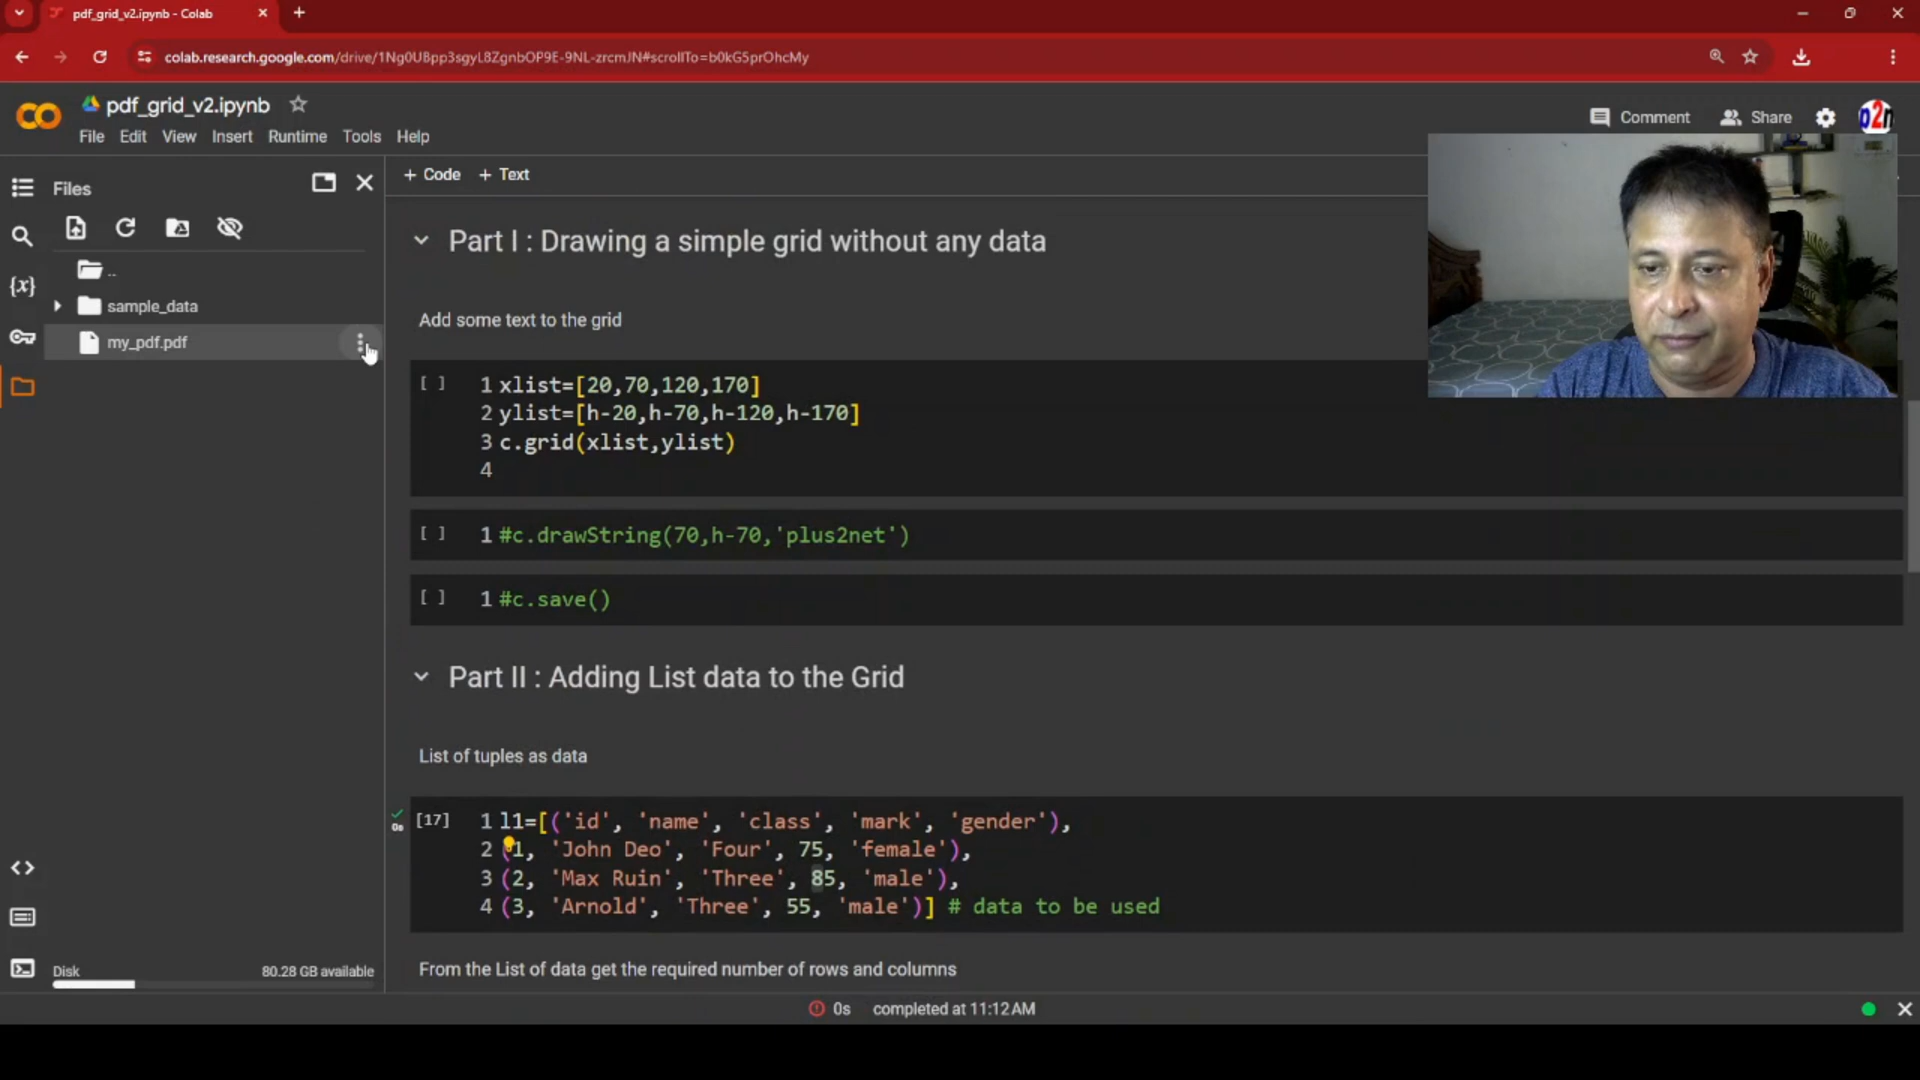 pdf_grid_v2.ipynb - Colab
colab.research.google.com/drive/1Ng0U8pp3sgyL8ZgnbOP9E-9NL-zrcmJN#scrollTo=b0kG5prOhcMy
pdf_grid_v2.ipynb
Comment
Share
File Edit View Insert Runtime Tools Help
Files
+ Code + Text
..
sample_data
my_pdf.pdf
Part I : Drawing a simple grid without any data
Add some text to the grid
[ ] 1 xlist=[20,70,120,170]
2 ylist=[h-20,h-70,h-120,h-170]
3 c.grid(xlist,ylist)
4
[ ] 1 #c.drawString(70,h-70,'plus2net')
[ ] 1 #c.save()
Part II : Adding List data to the Grid
List of tuples as data
0s [17] 1 l1=[('id', 'name', 'class', 'mark', 'gender'),
2 (1, 'John Deo', 'Four', 75, 'female'),
3 (2, 'Max Ruin', 'Three', 85, 'male'),
4 (3, 'Arnold', 'Three', 55, 'male')] # data to be used
From the List of data get the required number of rows and columns
Disk 80.28 GB available
0s completed at 11:12 AM